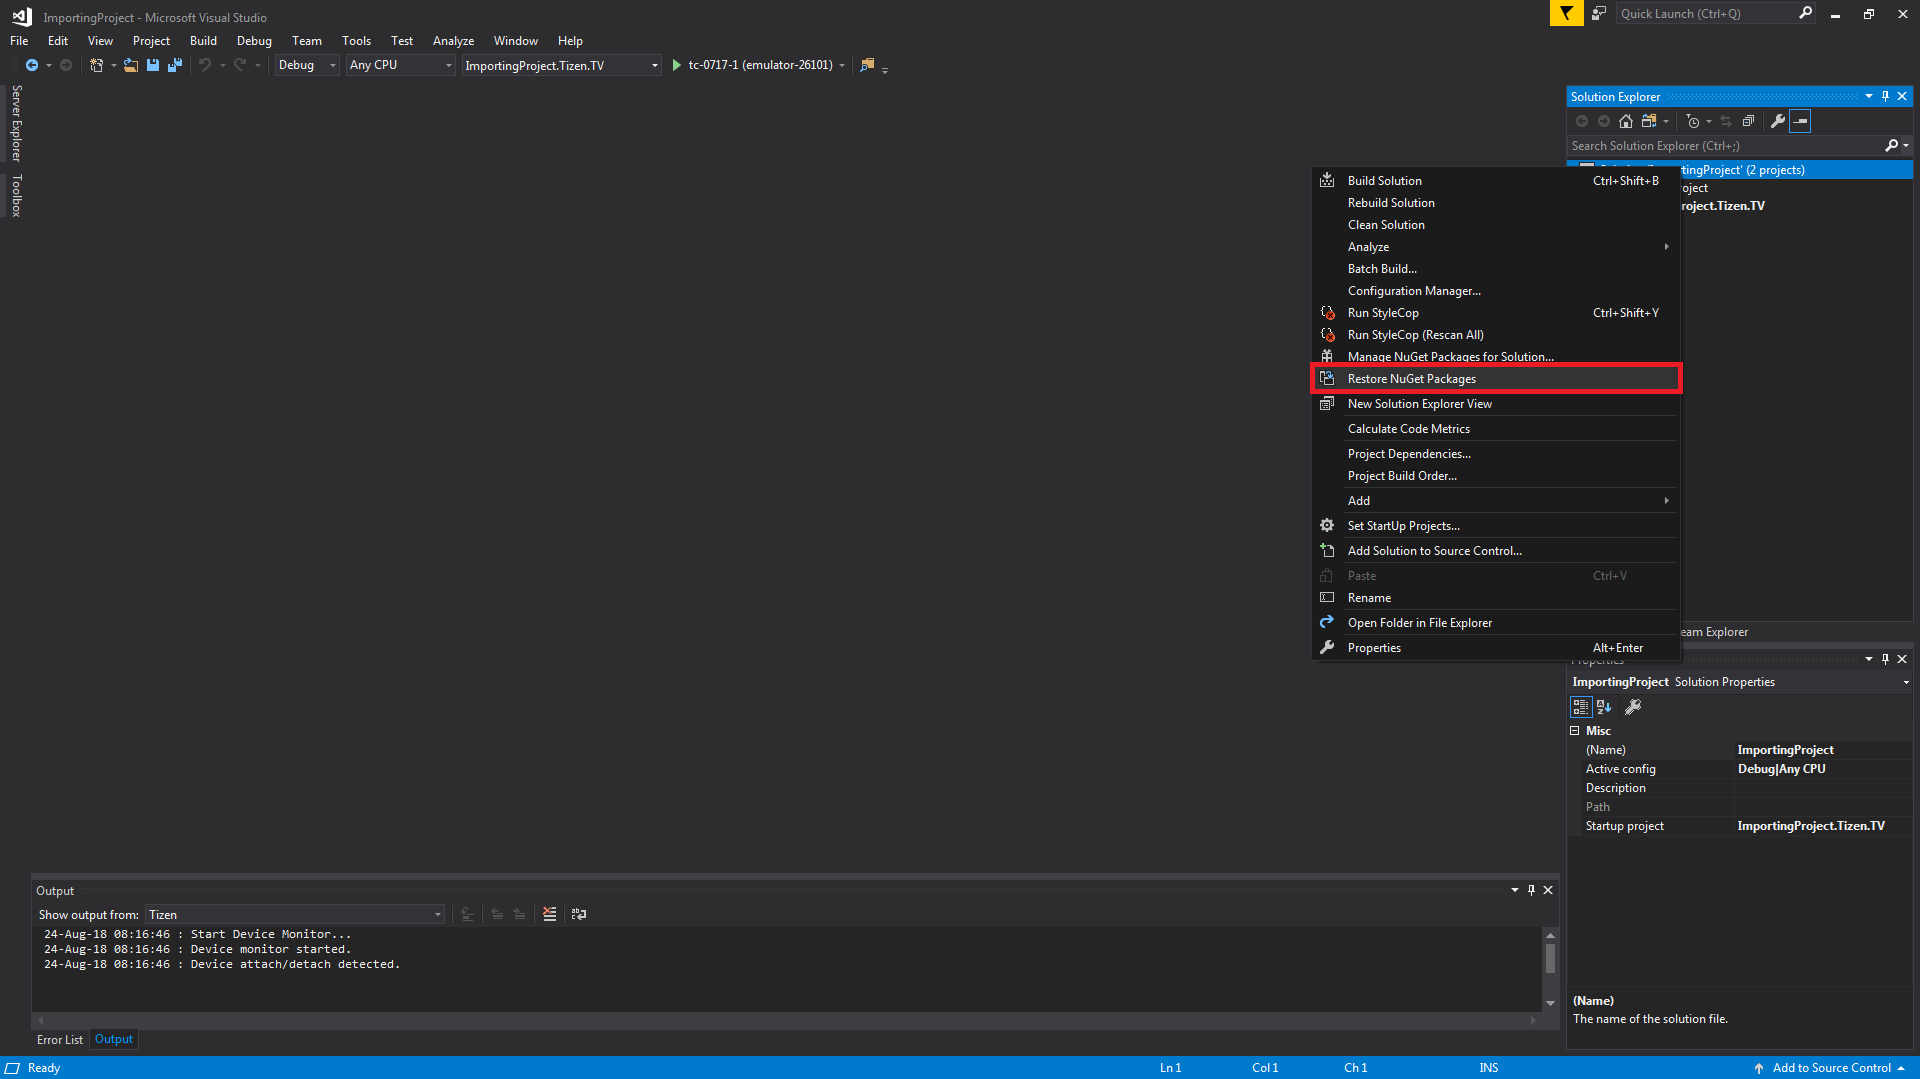 ImportingProject - Microsoft Visual Studio
Quick Launch (Ctrl+Q)
File Edit View Project Build Debug Team Tools Test Analyze Window Help
Debug Any CPU ImportingProject.Tizen.TV tc-0717-1 (emulator-26101)
Server Explorer
Toolbox
Solution Explorer
Search Solution Explorer (Ctrl+;)
tingProject' (2 projects)
oject
roject.Tizen.TV
Build Solution Ctrl+Shift+B
Rebuild Solution
Clean Solution
Analyze
Batch Build...
Configuration Manager...
Run StyleCop Ctrl+Shift+Y
Run StyleCop (Rescan All)
Manage NuGet Packages for Solution...
Restore NuGet Packages
New Solution Explorer View
Calculate Code Metrics
Project Dependencies...
Project Build Order...
Add
Set StartUp Projects...
Add Solution to Source Control...
Paste Ctrl+V
Rename
Open Folder in File Explorer
Properties Alt+Enter
eam Explorer
Properties
ImportingProject Solution Properties
Misc
(Name) ImportingProject
Active config Debug|Any CPU
Description
Path
Startup project ImportingProject.Tizen.TV
(Name)
The name of the solution file.
Output
Show output from: Tizen
24-Aug-18 08:16:46 : Start Device Monitor...
24-Aug-18 08:16:46 : Device monitor started.
24-Aug-18 08:16:46 : Device attach/detach detected.
Error List Output
Ready Ln 1 Col 1 Ch 1 INS Add to Source Control